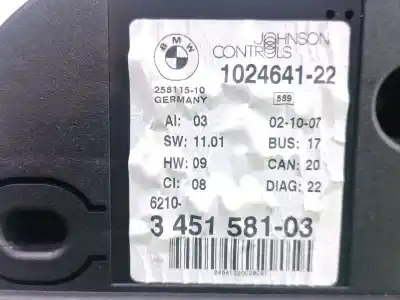 BMW
JOHNSON
CONTROLS
1024641-22
258115-10
GERMANY
559
AI: 03
02-10-07
SW: 11.01
BUS: 17
HW: 09
CAN: 20
CI: 08
DIAG: 22
6210-
3 451 581-03